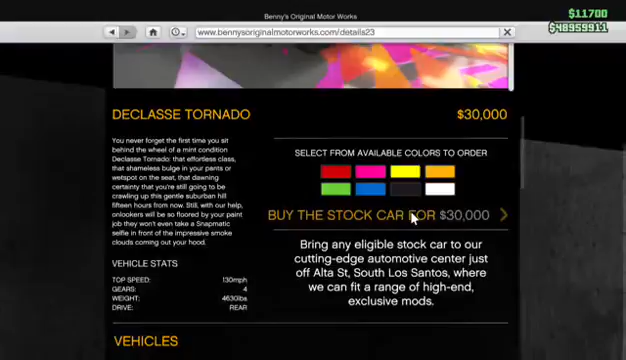 Benny's Original Motor Works
$11700
$48959911
www.bennysoriginalmotorworks.com/details23
DECLASSE TORNADO
$30,000
You never forget the first time you sit
behind the wheel of a mint condition
Declasse Tornado: that effortless class,
that shameless bulge in your pants or
wetspot on the seat, that dawning
certainty that you're still going to be
crawling up this gentle suburban hill
fifteen hours from now. Still, with our help,
onlookers will be so floored by your paint
job they won't even take a Snapmatic
selfie in front of the impressive smoke
clouds coming out your hood.
VEHICLE STATS
TOP SPEED: 130mph
GEARS: 4
WEIGHT: 4630lbs
DRIVE: REAR
SELECT FROM AVAILABLE COLORS TO ORDER
BUY THE STOCK CAR FOR $30,000
Bring any eligible stock car to our
cutting-edge automotive center just
off Alta St, South Los Santos, where
we can fit a range of high-end,
exclusive mods.
VEHICLES